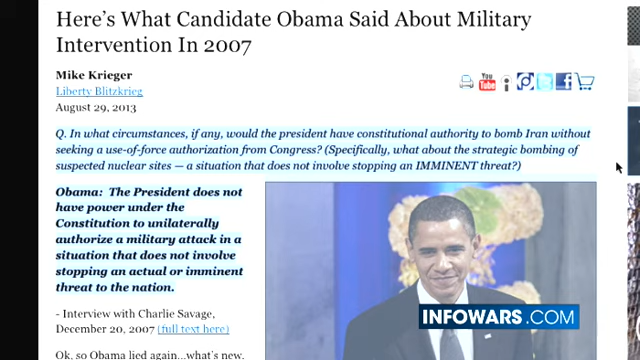 Here's What Candidate Obama Said About Military
Intervention In 2007
Mike Krieger
Liberty Blitzkrieg
August 29, 2013
You
Tube
Q. In what circumstances, if any, would the president have constitutional authority to bomb Iran without
seeking a use-of-force authorization from Congress? (Specifically, what about the strategic bombing of
suspected nuclear sites — a situation that does not involve stopping an IMMINENT threat?)
Obama: The President does not
have power under the
Constitution to unilaterally
authorize a military attack in a
situation that does not involve
stopping an actual or imminent
threat to the nation.
- Interview with Charlie Savage,
December 20, 2007 (full text here)
Ok, so Obama lied again...what's new.
INFOWARS.COM